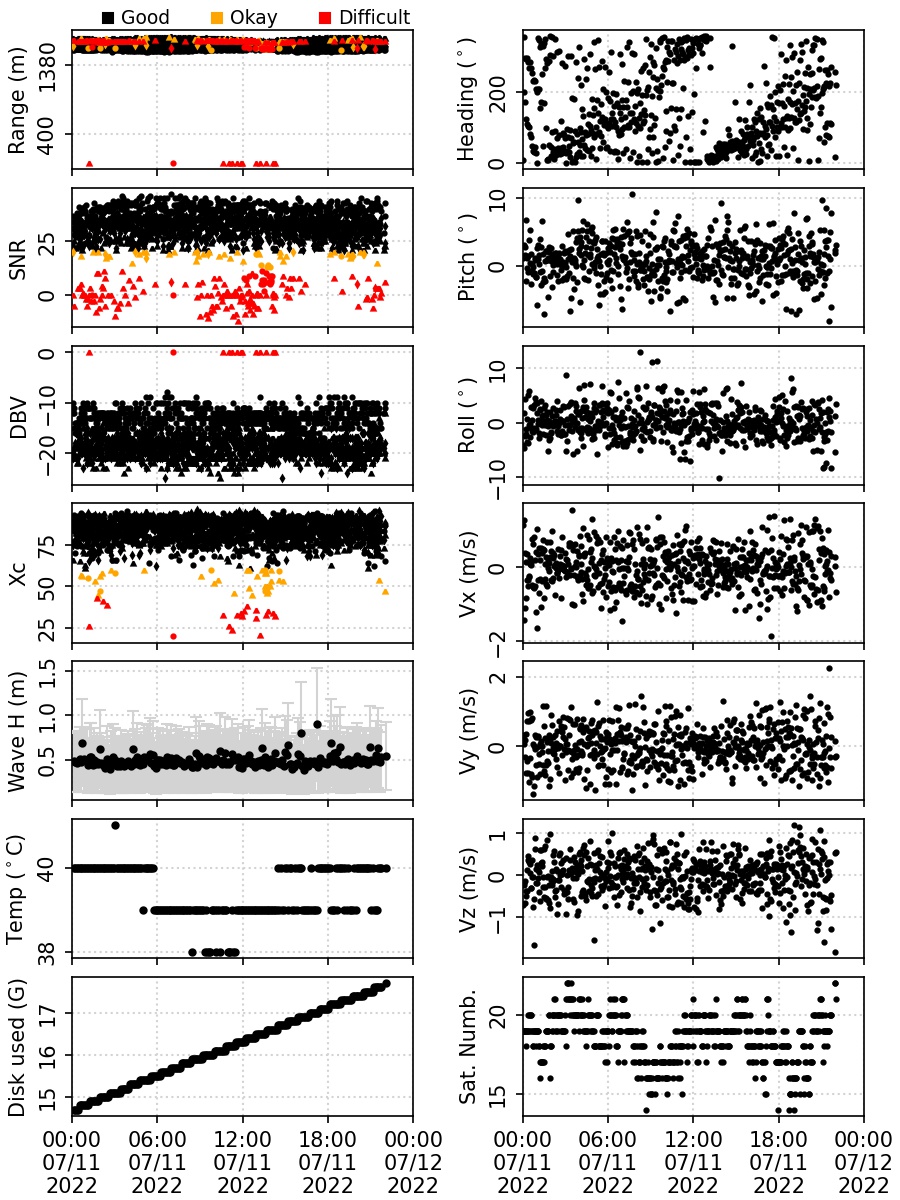 Good Okay Difficult
Range (m)
1380
400
Heading (°)
200
0
SNR
25
0
Pitch (°)
10
0
DBV
0
−10
−20
Roll (°)
10
0
−10
Xc
75
50
25
Vx (m/s)
0
−2
Wave H (m)
1.5
1.0
0.5
Vy (m/s)
2
0
Temp (°C)
40
38
Vz (m/s)
1
0
−1
Disk used (G)
17
16
15
Sat. Numb.
20
15
00:00 06:00 12:00 18:00 00:00
07/11 07/11 07/11 07/11 07/12
2022 2022 2022 2022 2022
00:00 06:00 12:00 18:00 00:00
07/11 07/11 07/11 07/11 07/12
2022 2022 2022 2022 2022